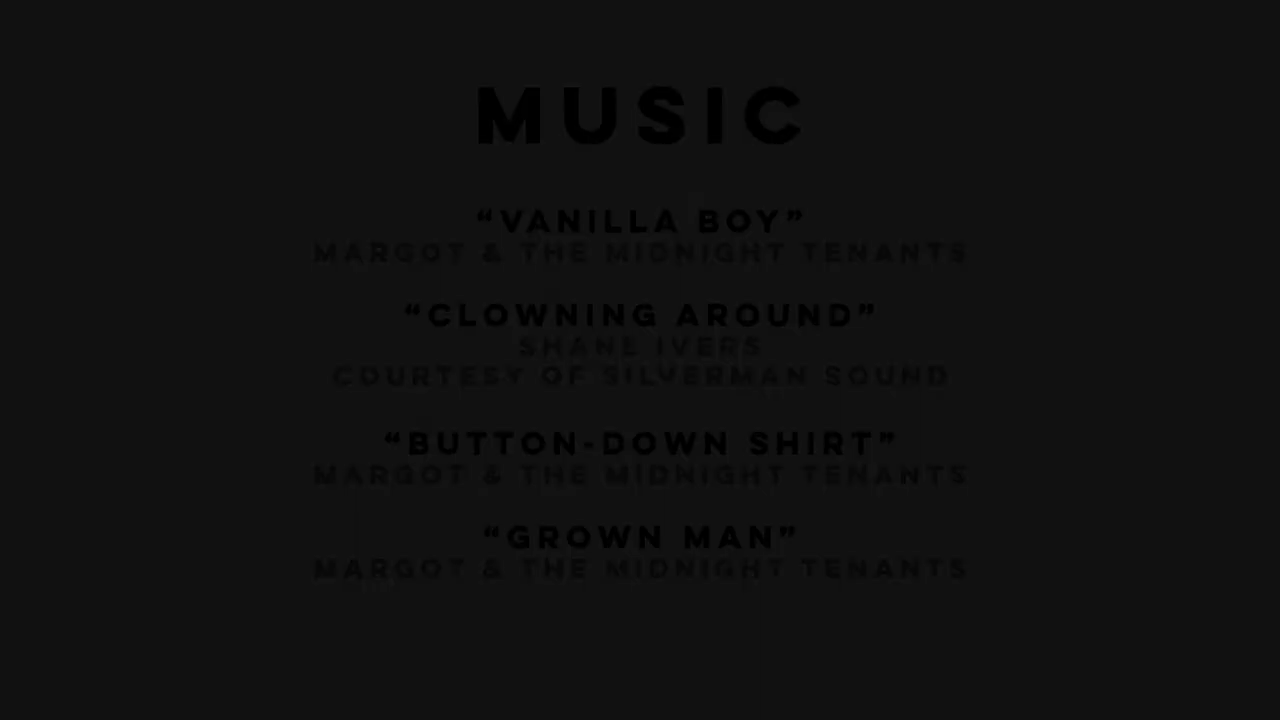 MUSIC
“VANILLA BOY”
MARGOT & THE MIDNIGHT TENANTS
“CLOWNING AROUND”
SHANE IVERS
COURTESY OF SILVERMAN SOUND
“BUTTON-DOWN SHIRT”
MARGOT & THE MIDNIGHT TENANTS
“GROWN MAN”
MARGOT & THE MIDNIGHT TENANTS